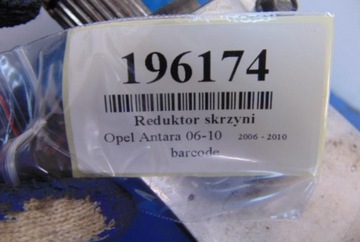 196174
Reduktor skrzyni
Opel Antara 06-10 2006 - 2010
barcode